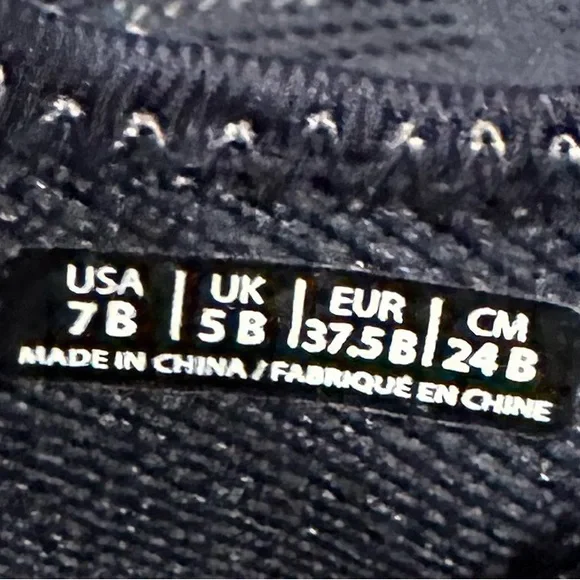 USA | UK | EUR | CM
7 B | 5 B | 37.5 B | 24 B
MADE IN CHINA / FABRIQUÉ EN CHINE